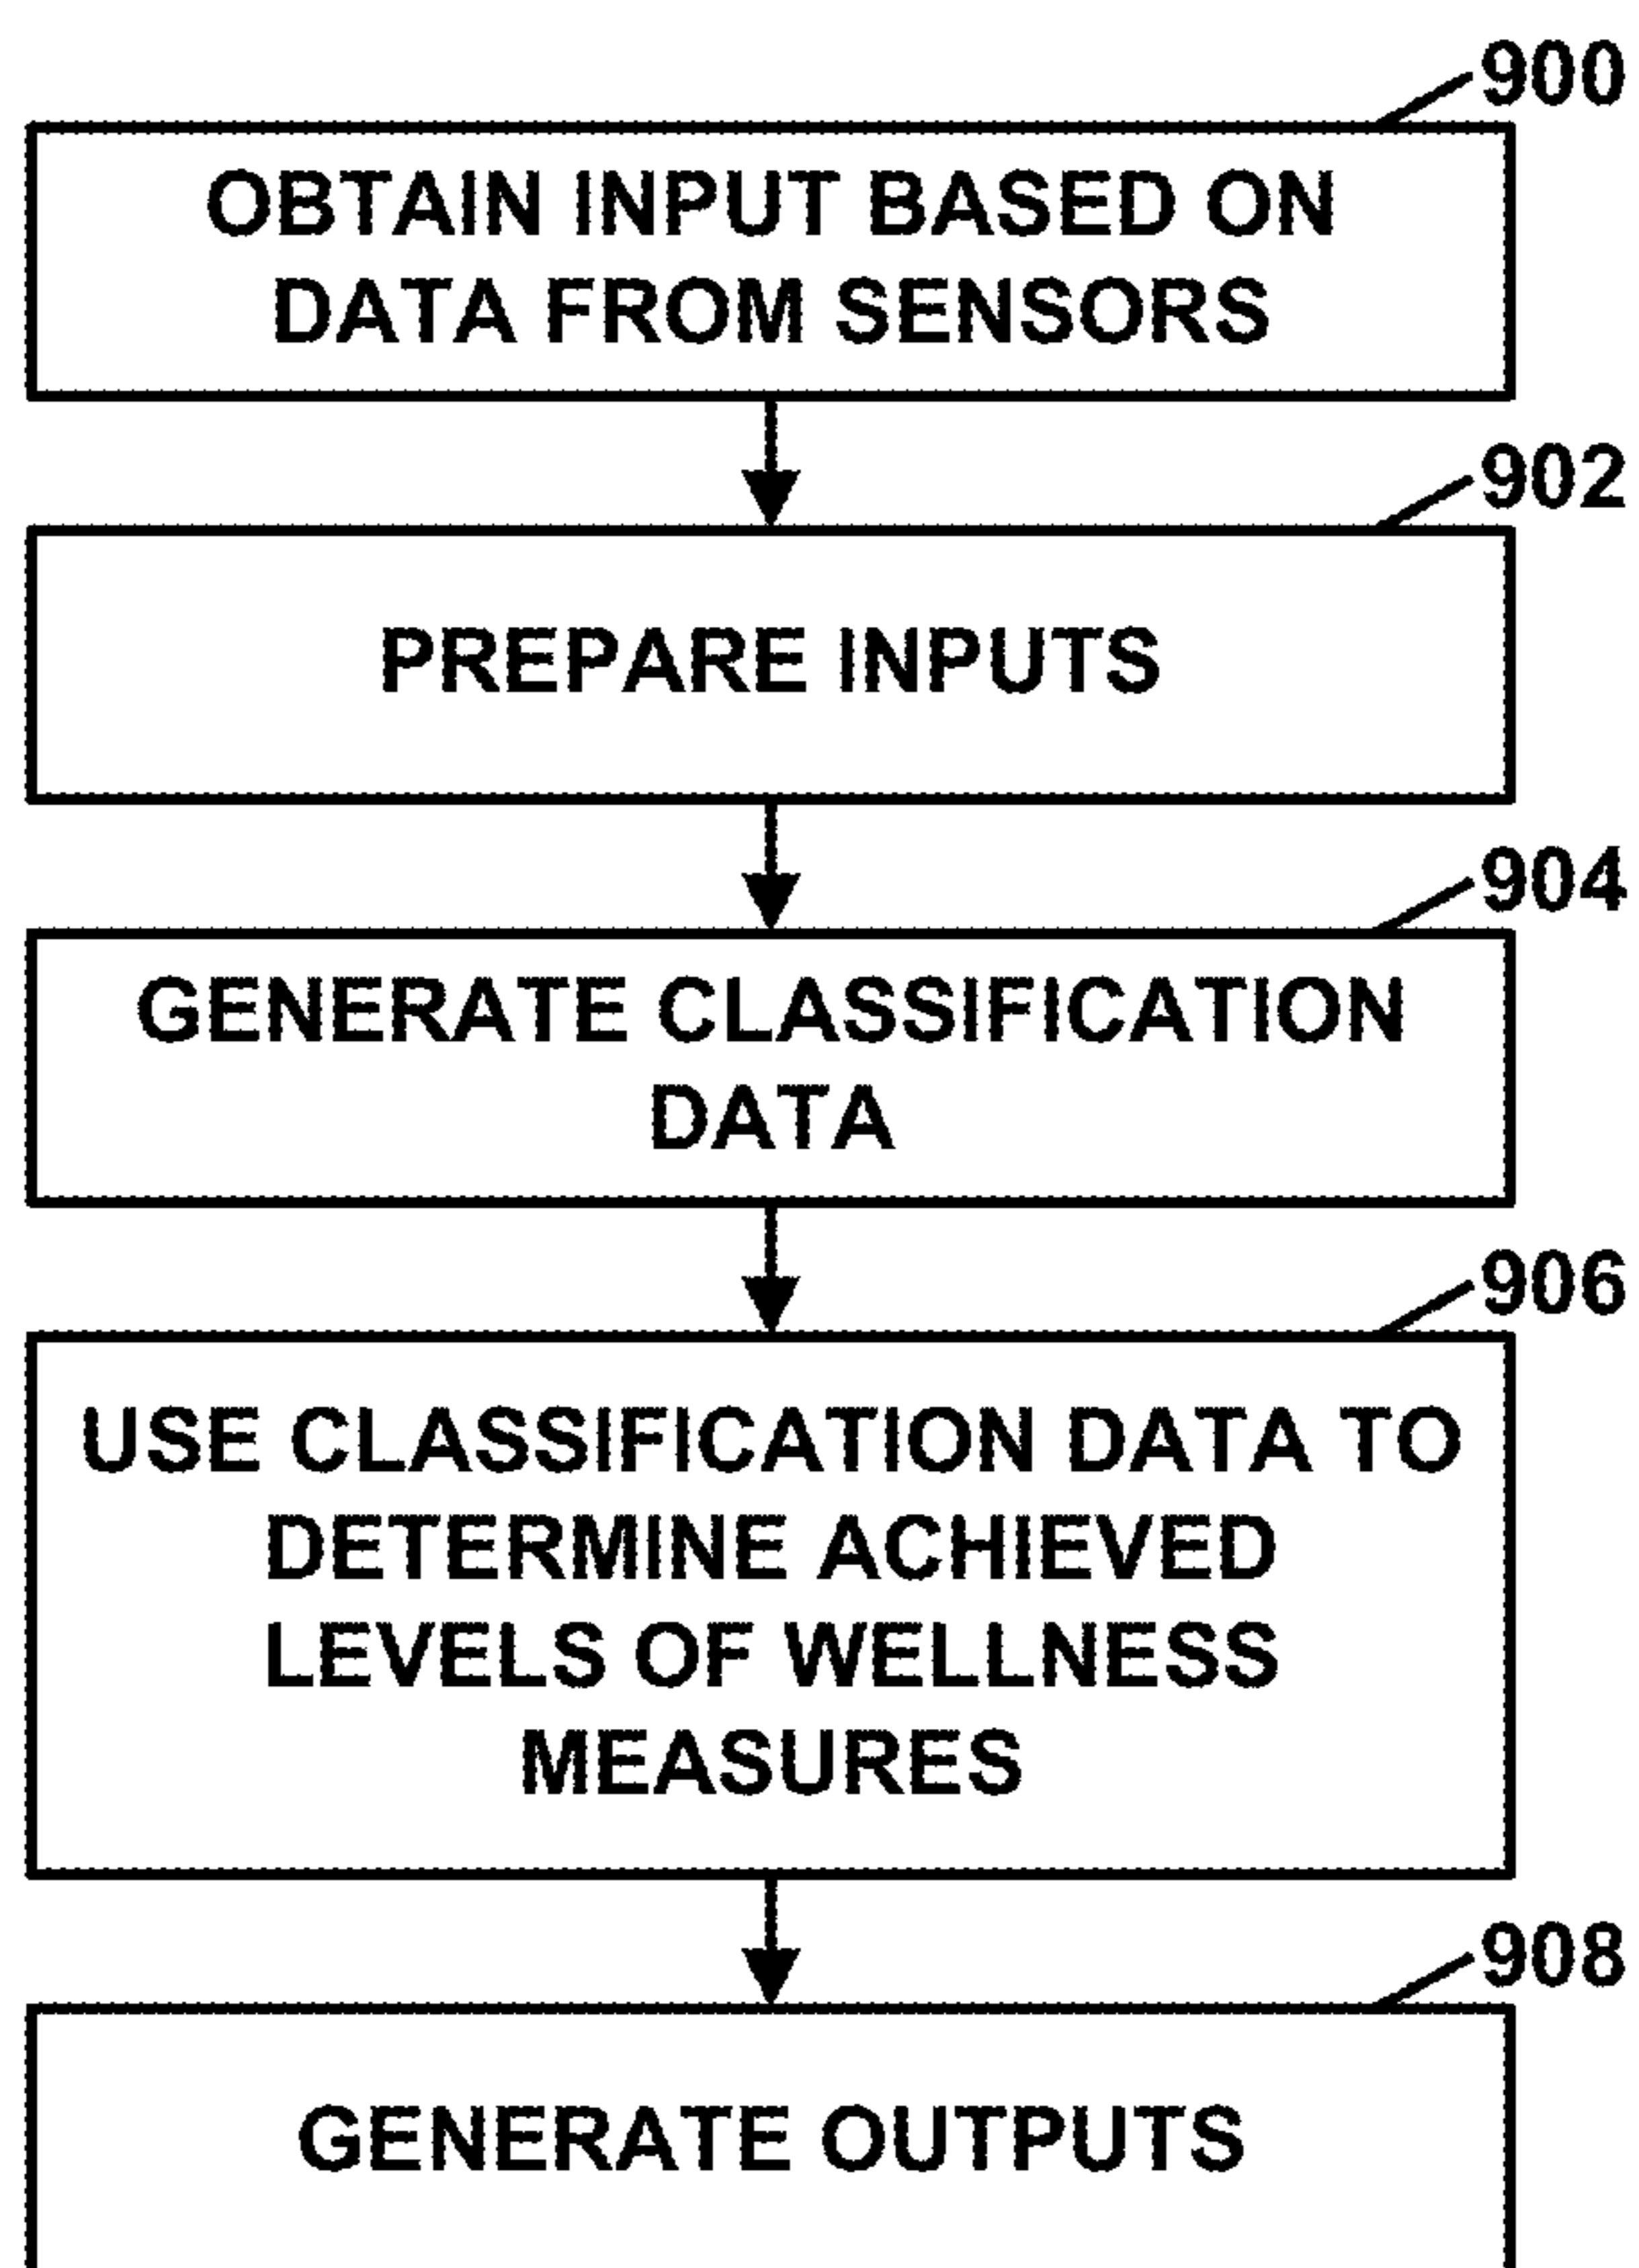 900
OBTAIN INPUT BASED ON
DATA FROM SENSORS
902
PREPARE INPUTS
904
GENERATE CLASSIFICATION
DATA
906
USE CLASSIFICATION DATA TO
DETERMINE ACHIEVED
LEVELS OF WELLNESS
MEASURES
908
GENERATE OUTPUTS